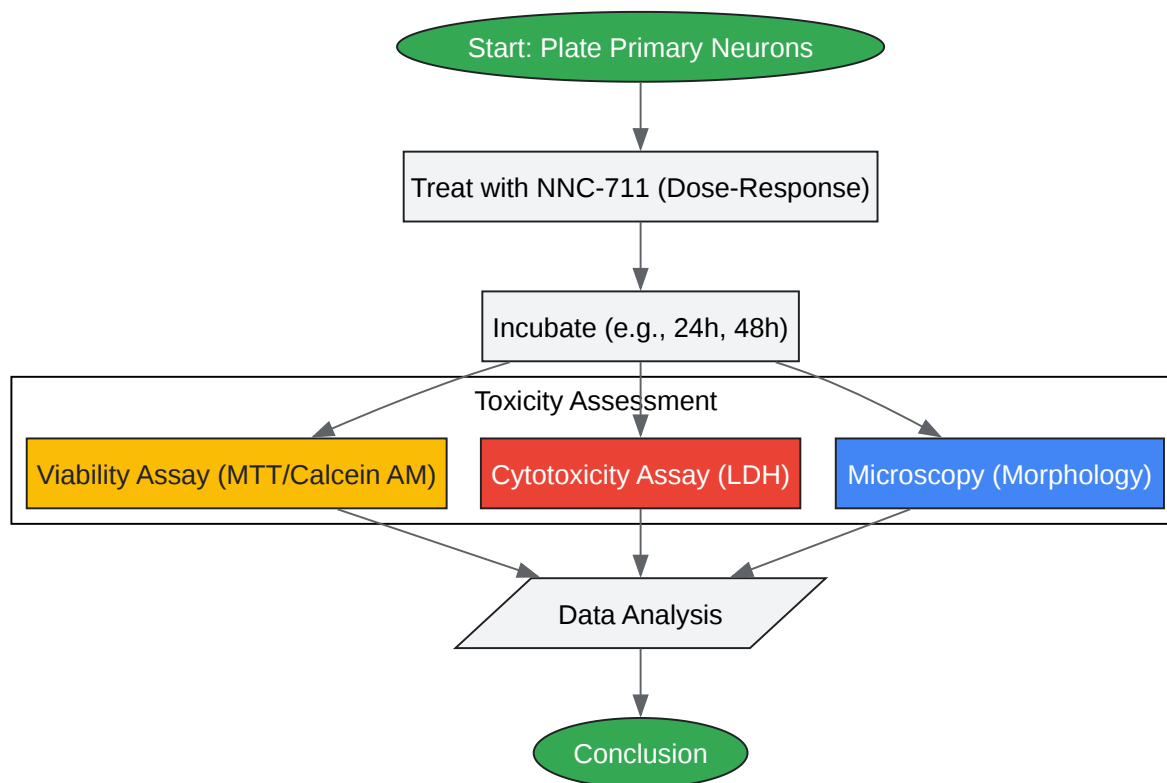 Start: Plate Primary Neurons
Treat with NNC-711 (Dose-Response)
Incubate (e.g., 24h, 48h)
Toxicity Assessment
Viability Assay (MTT/Calcein AM)
Cytotoxicity Assay (LDH)
Microscopy (Morphology)
Data Analysis
Conclusion